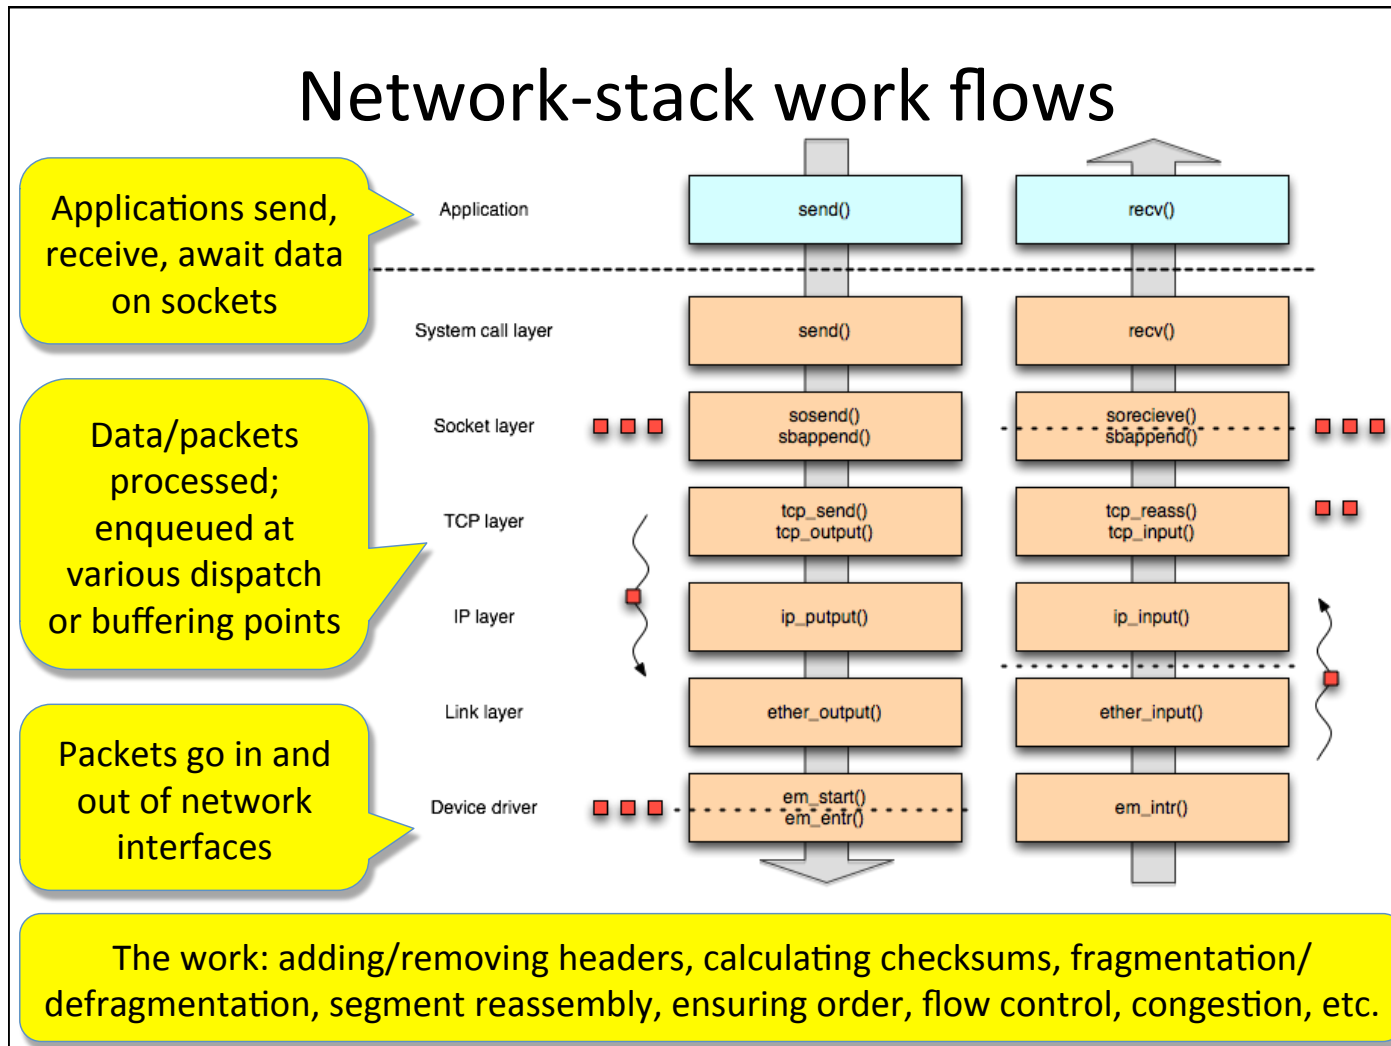 Network-stack work flows
Applications send,
receive, await data
on sockets
Application
send()
recv()
System call layer
send()
recv()
Data/packets
processed;
enqueued at
various dispatch
or buffering points
Socket layer
sosend()
sbappend()
sorecieve()
sbappend()
TCP layer
tcp_send()
tcp_output()
tcp_reass()
tcp_input()
IP layer
ip_putput()
ip_input()
Packets go in and
out of network
interfaces
Link layer
ether_output()
ether_input()
Device driver
em_start()
em_entr()
em_intr()
The work: adding/removing headers, calculating checksums, fragmentation/
defragmentation, segment reassembly, ensuring order, flow control, congestion, etc.